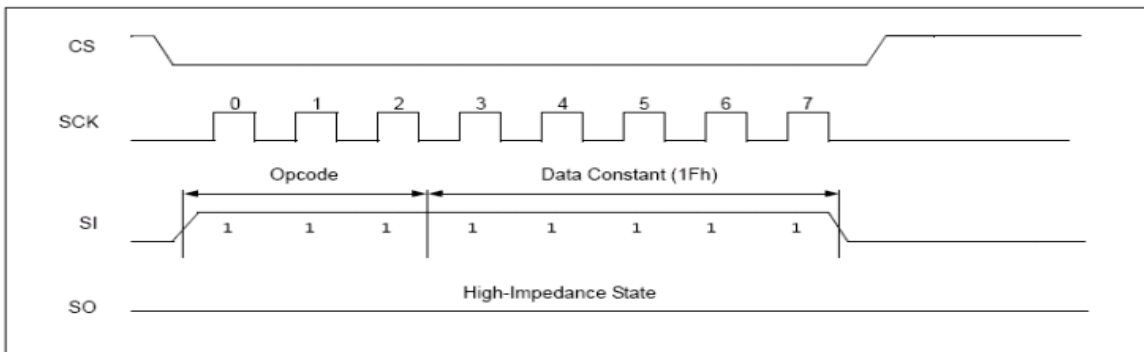 CS
0 1 2 3 4 5 6 7
SCK
Opcode Data Constant (1Fh)
SI 1 1 1 1 1 1 1 1
High-Impedance State
SO